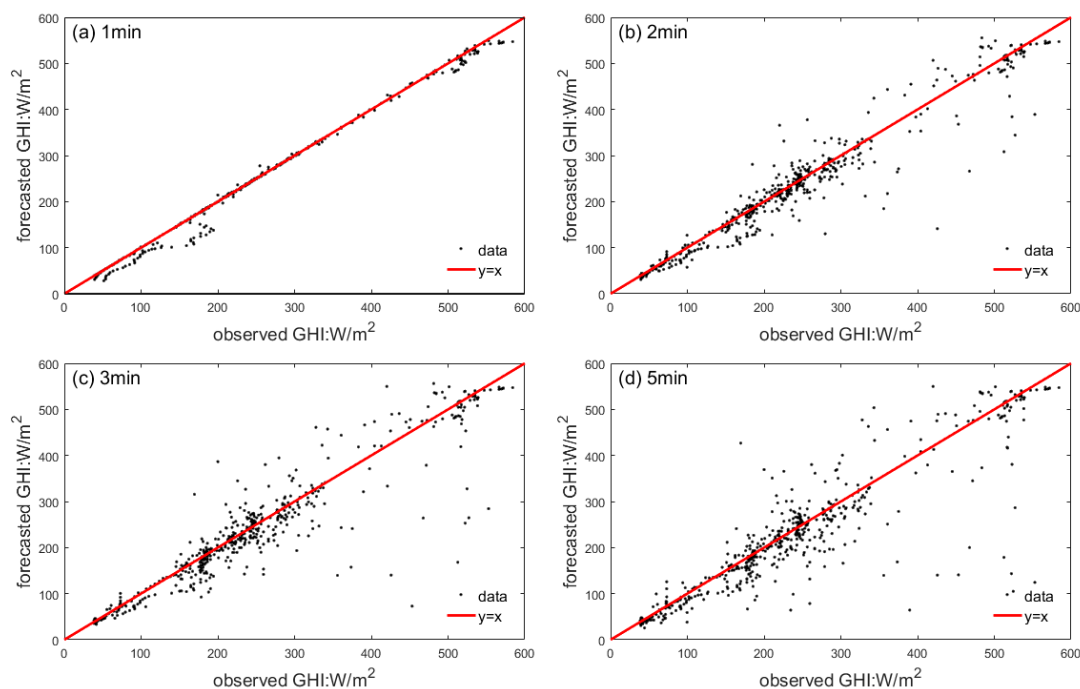 (a) 1min
600
500
400
300
200
100
0
forecasted GHI:W/m²
data
y=x
0 100 200 300 400 500 600
observed GHI:W/m²
(b) 2min
600
500
400
300
200
100
0
forecasted GHI:W/m²
data
y=x
0 100 200 300 400 500 600
observed GHI:W/m²
(c) 3min
600
500
400
300
200
100
0
forecasted GHI:W/m²
data
y=x
0 100 200 300 400 500 600
observed GHI:W/m²
(d) 5min
600
500
400
300
200
100
0
forecasted GHI:W/m²
data
y=x
0 100 200 300 400 500 600
observed GHI:W/m²